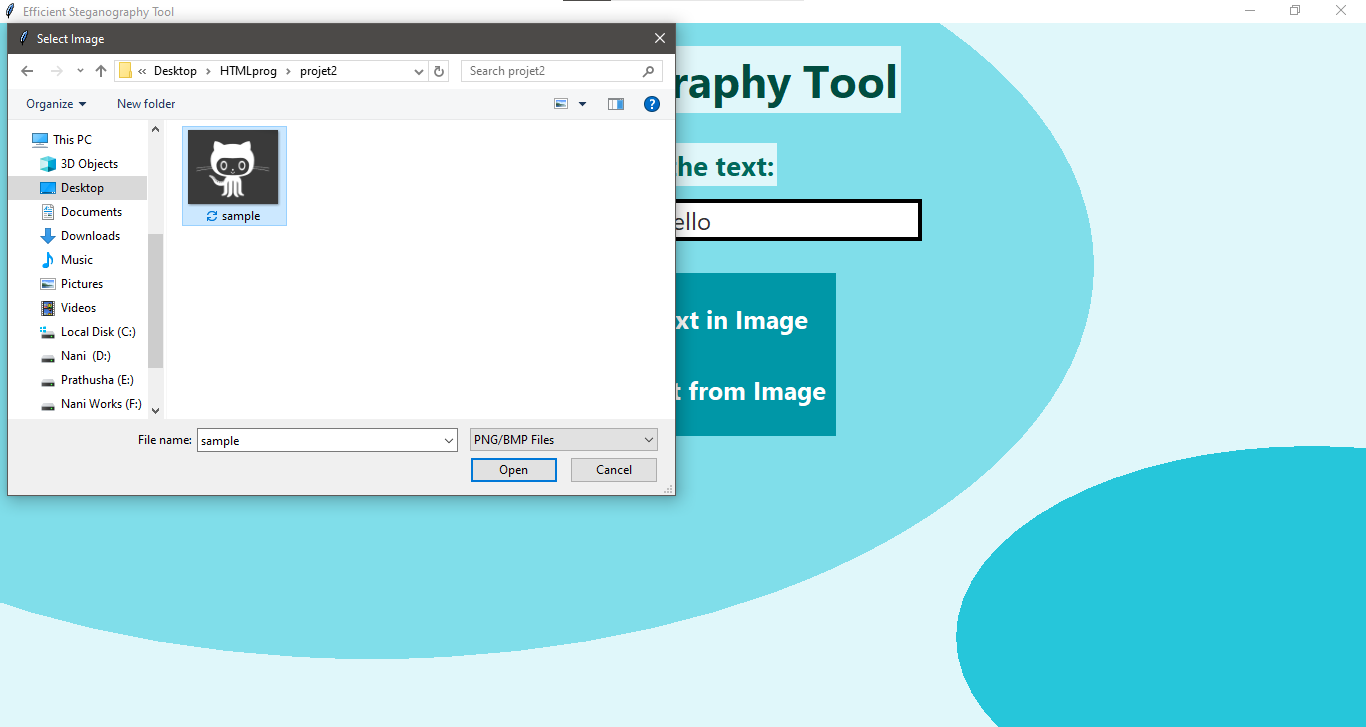 Efficient Steganography Tool
Select Image
« Desktop › HTMLprog › projet2
Search projet2
Organize
New folder
?
This PC
3D Objects
Desktop
Documents
Downloads
Music
Pictures
Videos
Local Disk (C:)
Nani (D:)
Prathusha (E:)
Nani Works (F:)
sample
File name:
sample
PNG/BMP Files
Open
Cancel
raphy Tool
he text:
ello
xt in Image
t from Image